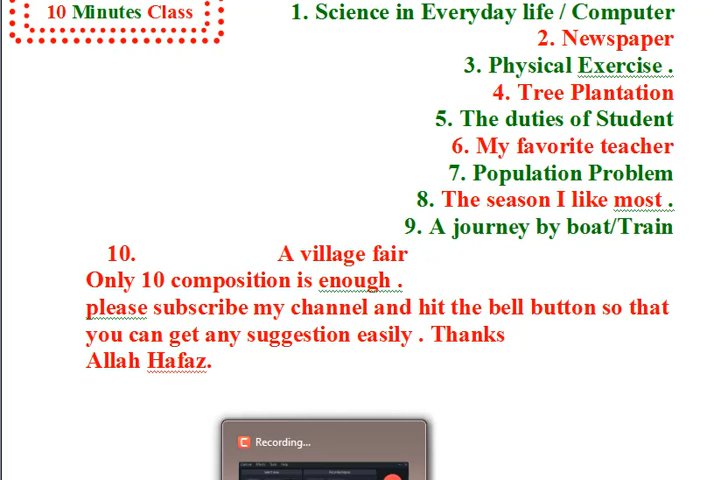 10 Minutes Class
1. Science in Everyday life / Computer
2. Newspaper
3. Physical Exercise .
4. Tree Plantation
5. The duties of Student
6. My favorite teacher
7. Population Problem
8. The season I like most .
9. A journey by boat/Train
10. A village fair
Only 10 composition is enough .
please subscribe my channel and hit the bell button so that
you can get any suggestion easily . Thanks
Allah Hafaz.
Recording...